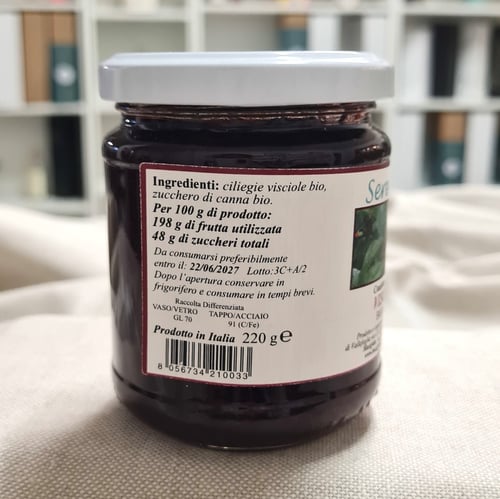 Ingredienti: ciliegie visciole bio,
zucchero di canna bio.
Per 100 g di prodotto:
198 g di frutta utilizzata
48 g di zuccheri totali
Da consumarsi preferibilmente
entro il: 22/06/2027 Lotto:3C+A/2
Dopo l'apertura conservare in
frigorifero e consumare in tempi brevi.
Raccolta Differenziata
VASO/VETRO TAPPO/ACCIAIO
GL 70 91 (C/Fe)
Prodotto in Italia 220 g e
8 056734 210033
Sere